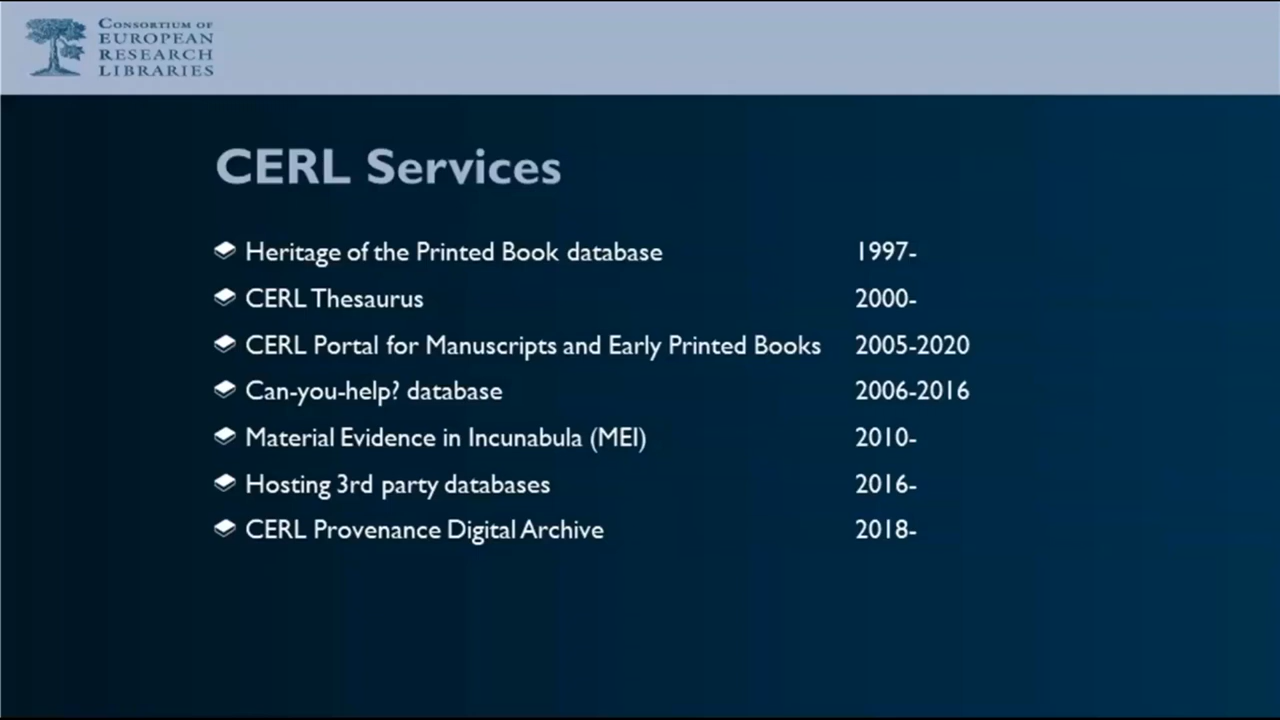 CONSORTIUM OF
EUROPEAN
RESEARCH
LIBRARIES
CERL Services
Heritage of the Printed Book database 1997-
CERL Thesaurus 2000-
CERL Portal for Manuscripts and Early Printed Books 2005-2020
Can-you-help? database 2006-2016
Material Evidence in Incunabula (MEI) 2010-
Hosting 3rd party databases 2016-
CERL Provenance Digital Archive 2018-